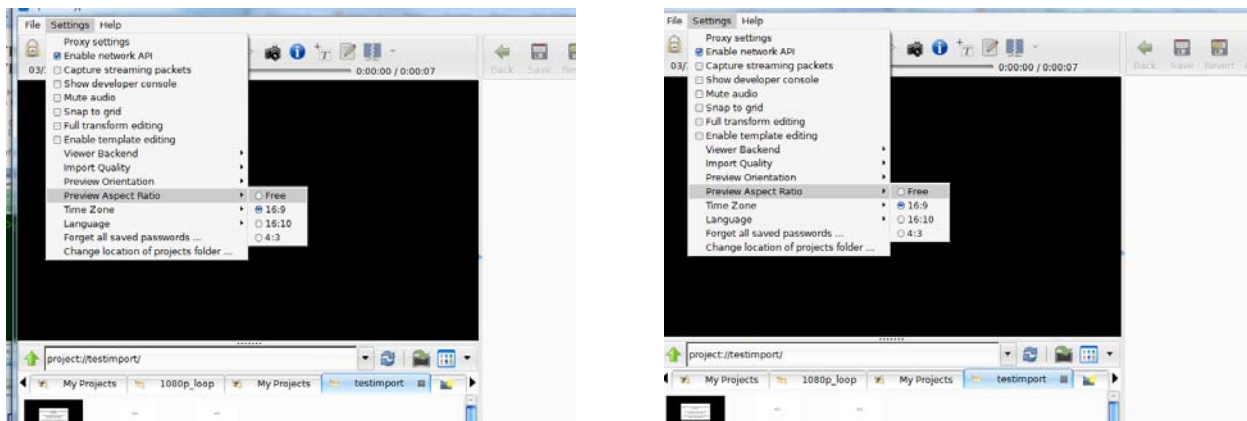 File Settings Help
Proxy settings
Enable network API
03/
Capture streaming packets
0:00:00 / 0:00:07
Back Save
Show developer console
Mute audio
Snap to grid
Full transform editing
Enable template editing
Viewer Backend
Import Quality
Preview Orientation
Preview Aspect Ratio
Free
Time Zone
16:9
Language
16:10
Forget all saved passwords ...
4:3
Change location of projects folder ...
project://testimport/
My Projects 1080p_loop My Projects testimport
File Settings Help
Proxy settings
Enable network API
03/
Capture streaming packets
0:00:00 / 0:00:07
Back Save Revert
Show developer console
Mute audio
Snap to grid
Full transform editing
Enable template editing
Viewer Backend
Import Quality
Preview Orientation
Preview Aspect Ratio
Free
Time Zone
16:9
Language
16:10
Forget all saved passwords ...
4:3
Change location of projects folder ...
project://testimport/
My Projects 1080p_loop My Projects testimport